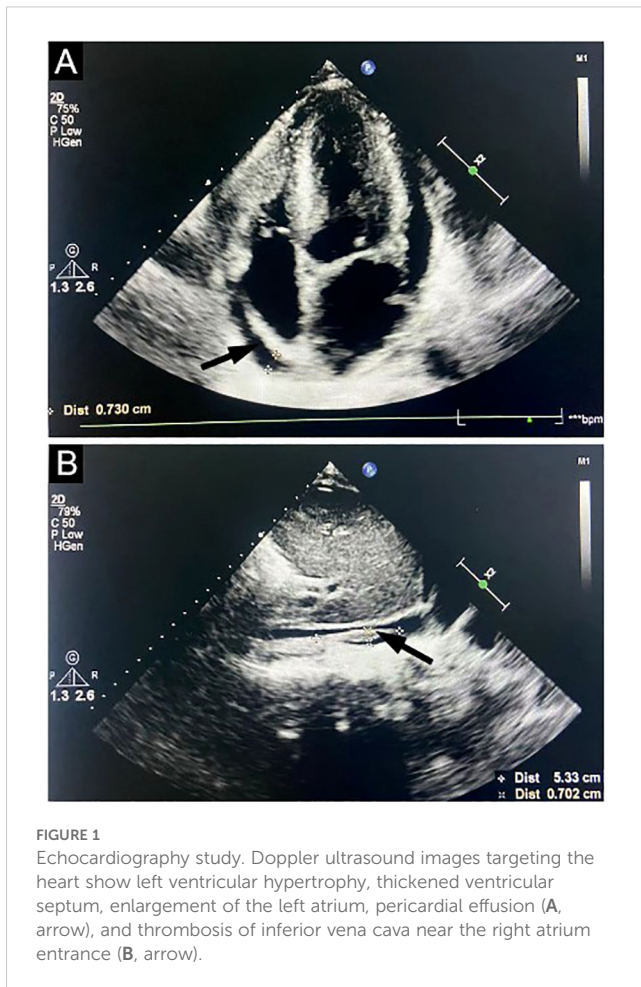 A
M1
2D
75%
C 50
P Low
HGen
X2
G
P R
1.3 2.6
Dist 0.730 cm
***bpm
B
M1
2D
79%
C 50
P Low
HGen
X2
G
P R
1.3 2.6
Dist 5.33 cm
Dist 0.702 cm
FIGURE 1
Echocardiography study. Doppler ultrasound images targeting the
heart show left ventricular hypertrophy, thickened ventricular
septum, enlargement of the left atrium, pericardial effusion (A,
arrow), and thrombosis of inferior vena cava near the right atrium
entrance (B, arrow).